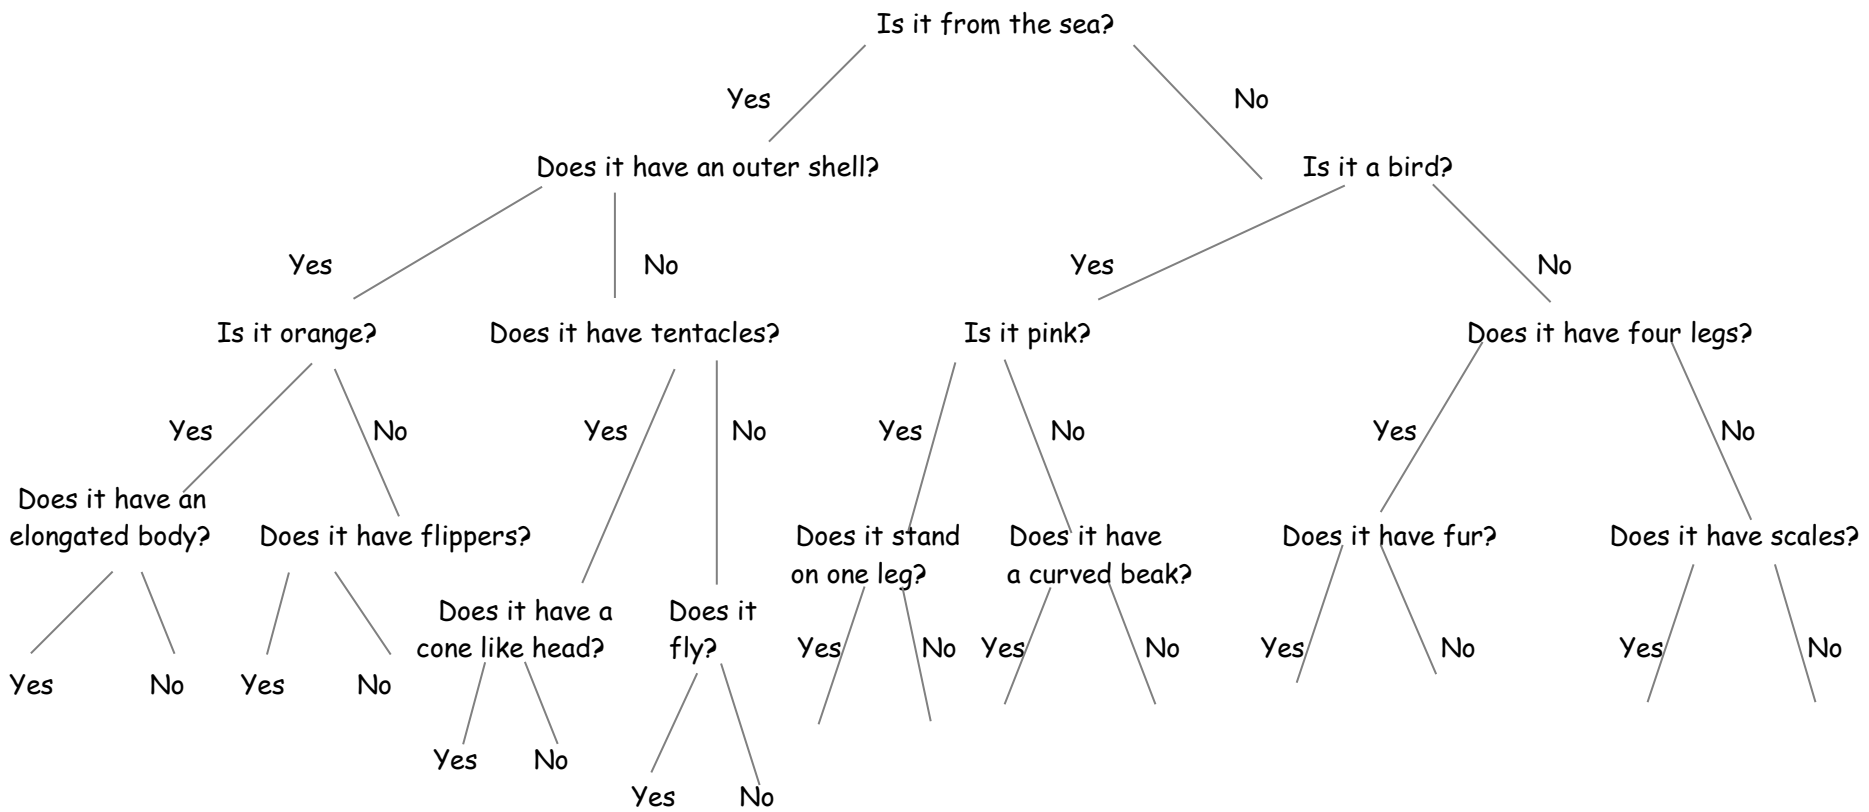 Is it from the sea?
Yes No
Does it have an outer shell? Is it a bird?
Yes No Yes No
Is it orange? Does it have tentacles? Is it pink? Does it have four legs?
Yes No Yes No Yes No Yes No
Does it have an
elongated body? Does it have flippers? Does it stand Does it have Does it have fur? Does it have scales?
on one leg? a curved beak?
Does it have a Does it
cone like head? fly? Yes No Yes No Yes No Yes No
Yes No Yes No
Yes No
Yes No